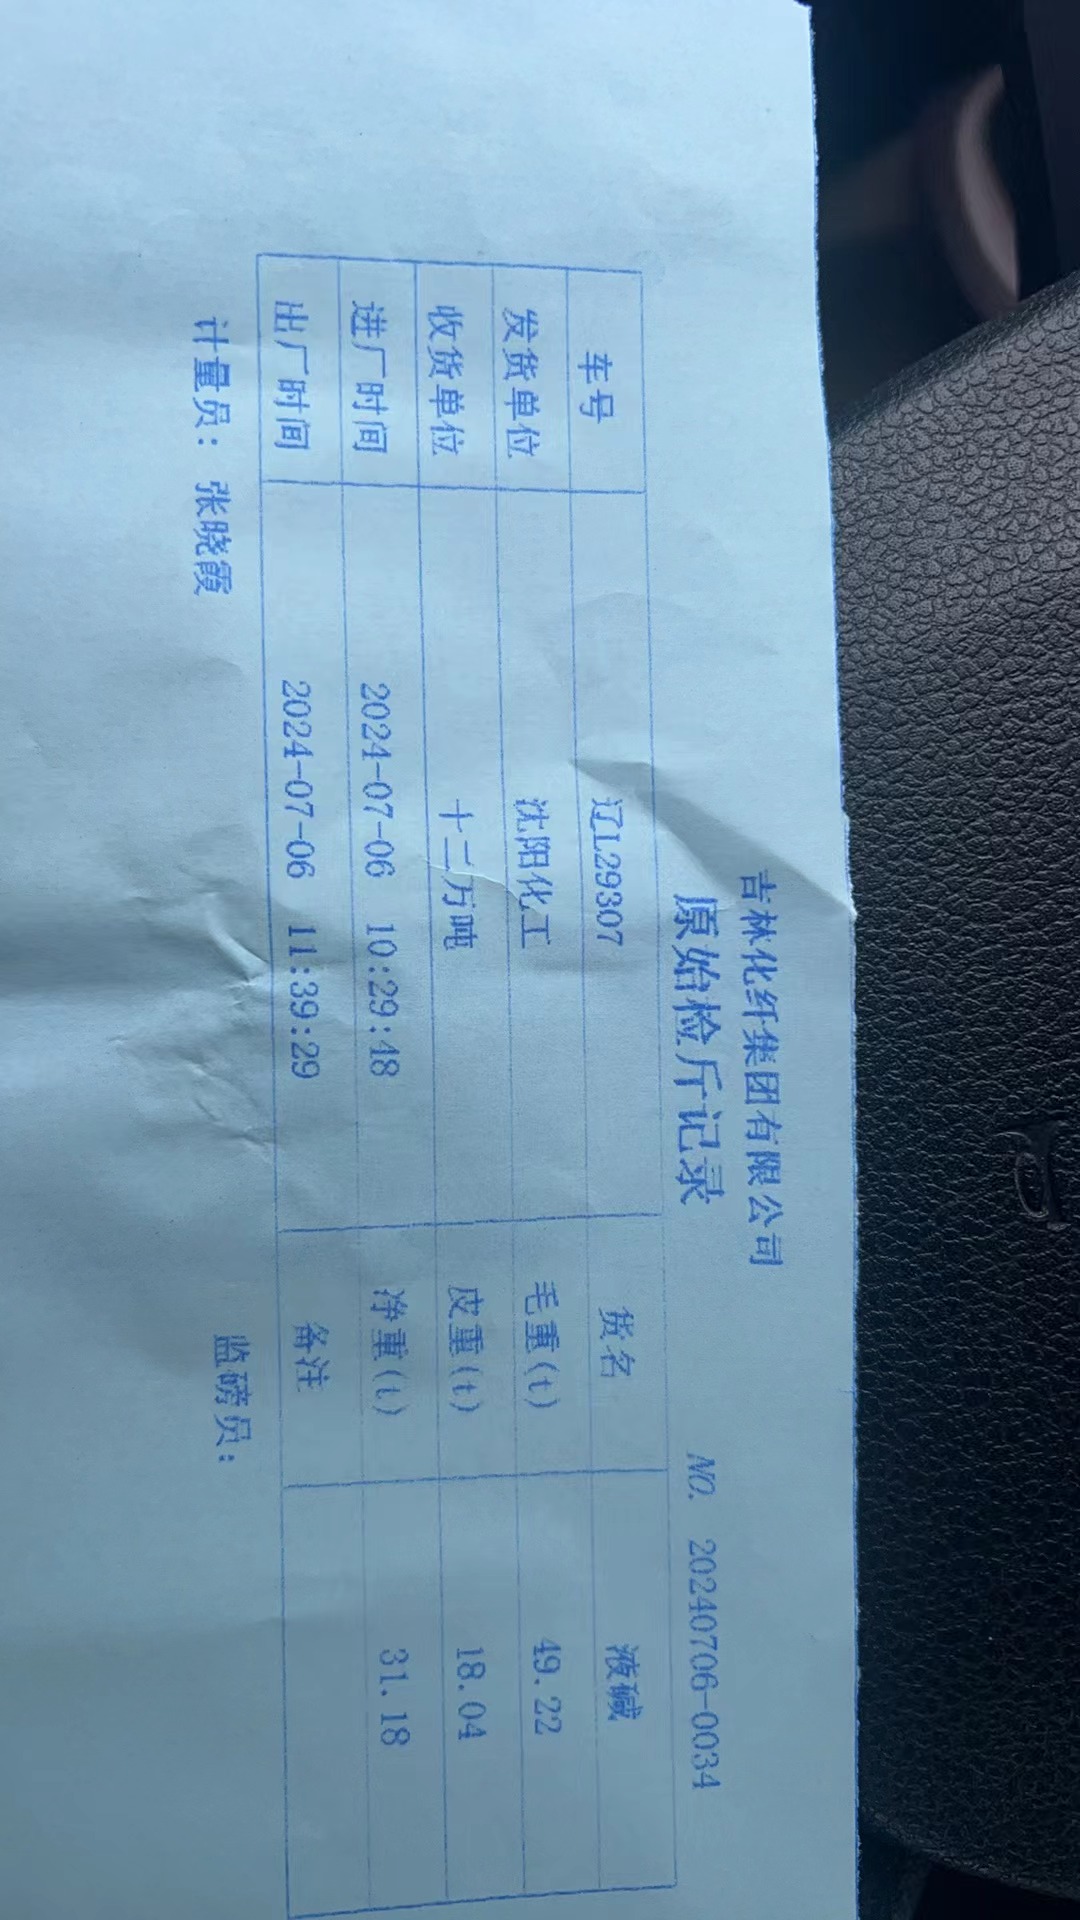 吉林化纤集团有限公司
原始检斤记录
NO. 20240706-0034
车号 辽L29307 货名 液碱
发货单位 沈阳化工 毛重(t) 49.22
收货单位 十二万吨 皮重(t) 18.04
进厂时间 2024-07-06 10:29:48 净重(t) 31.18
出厂时间 2024-07-06 11:39:29 备注
计量员: 张晓霞 监磅员: